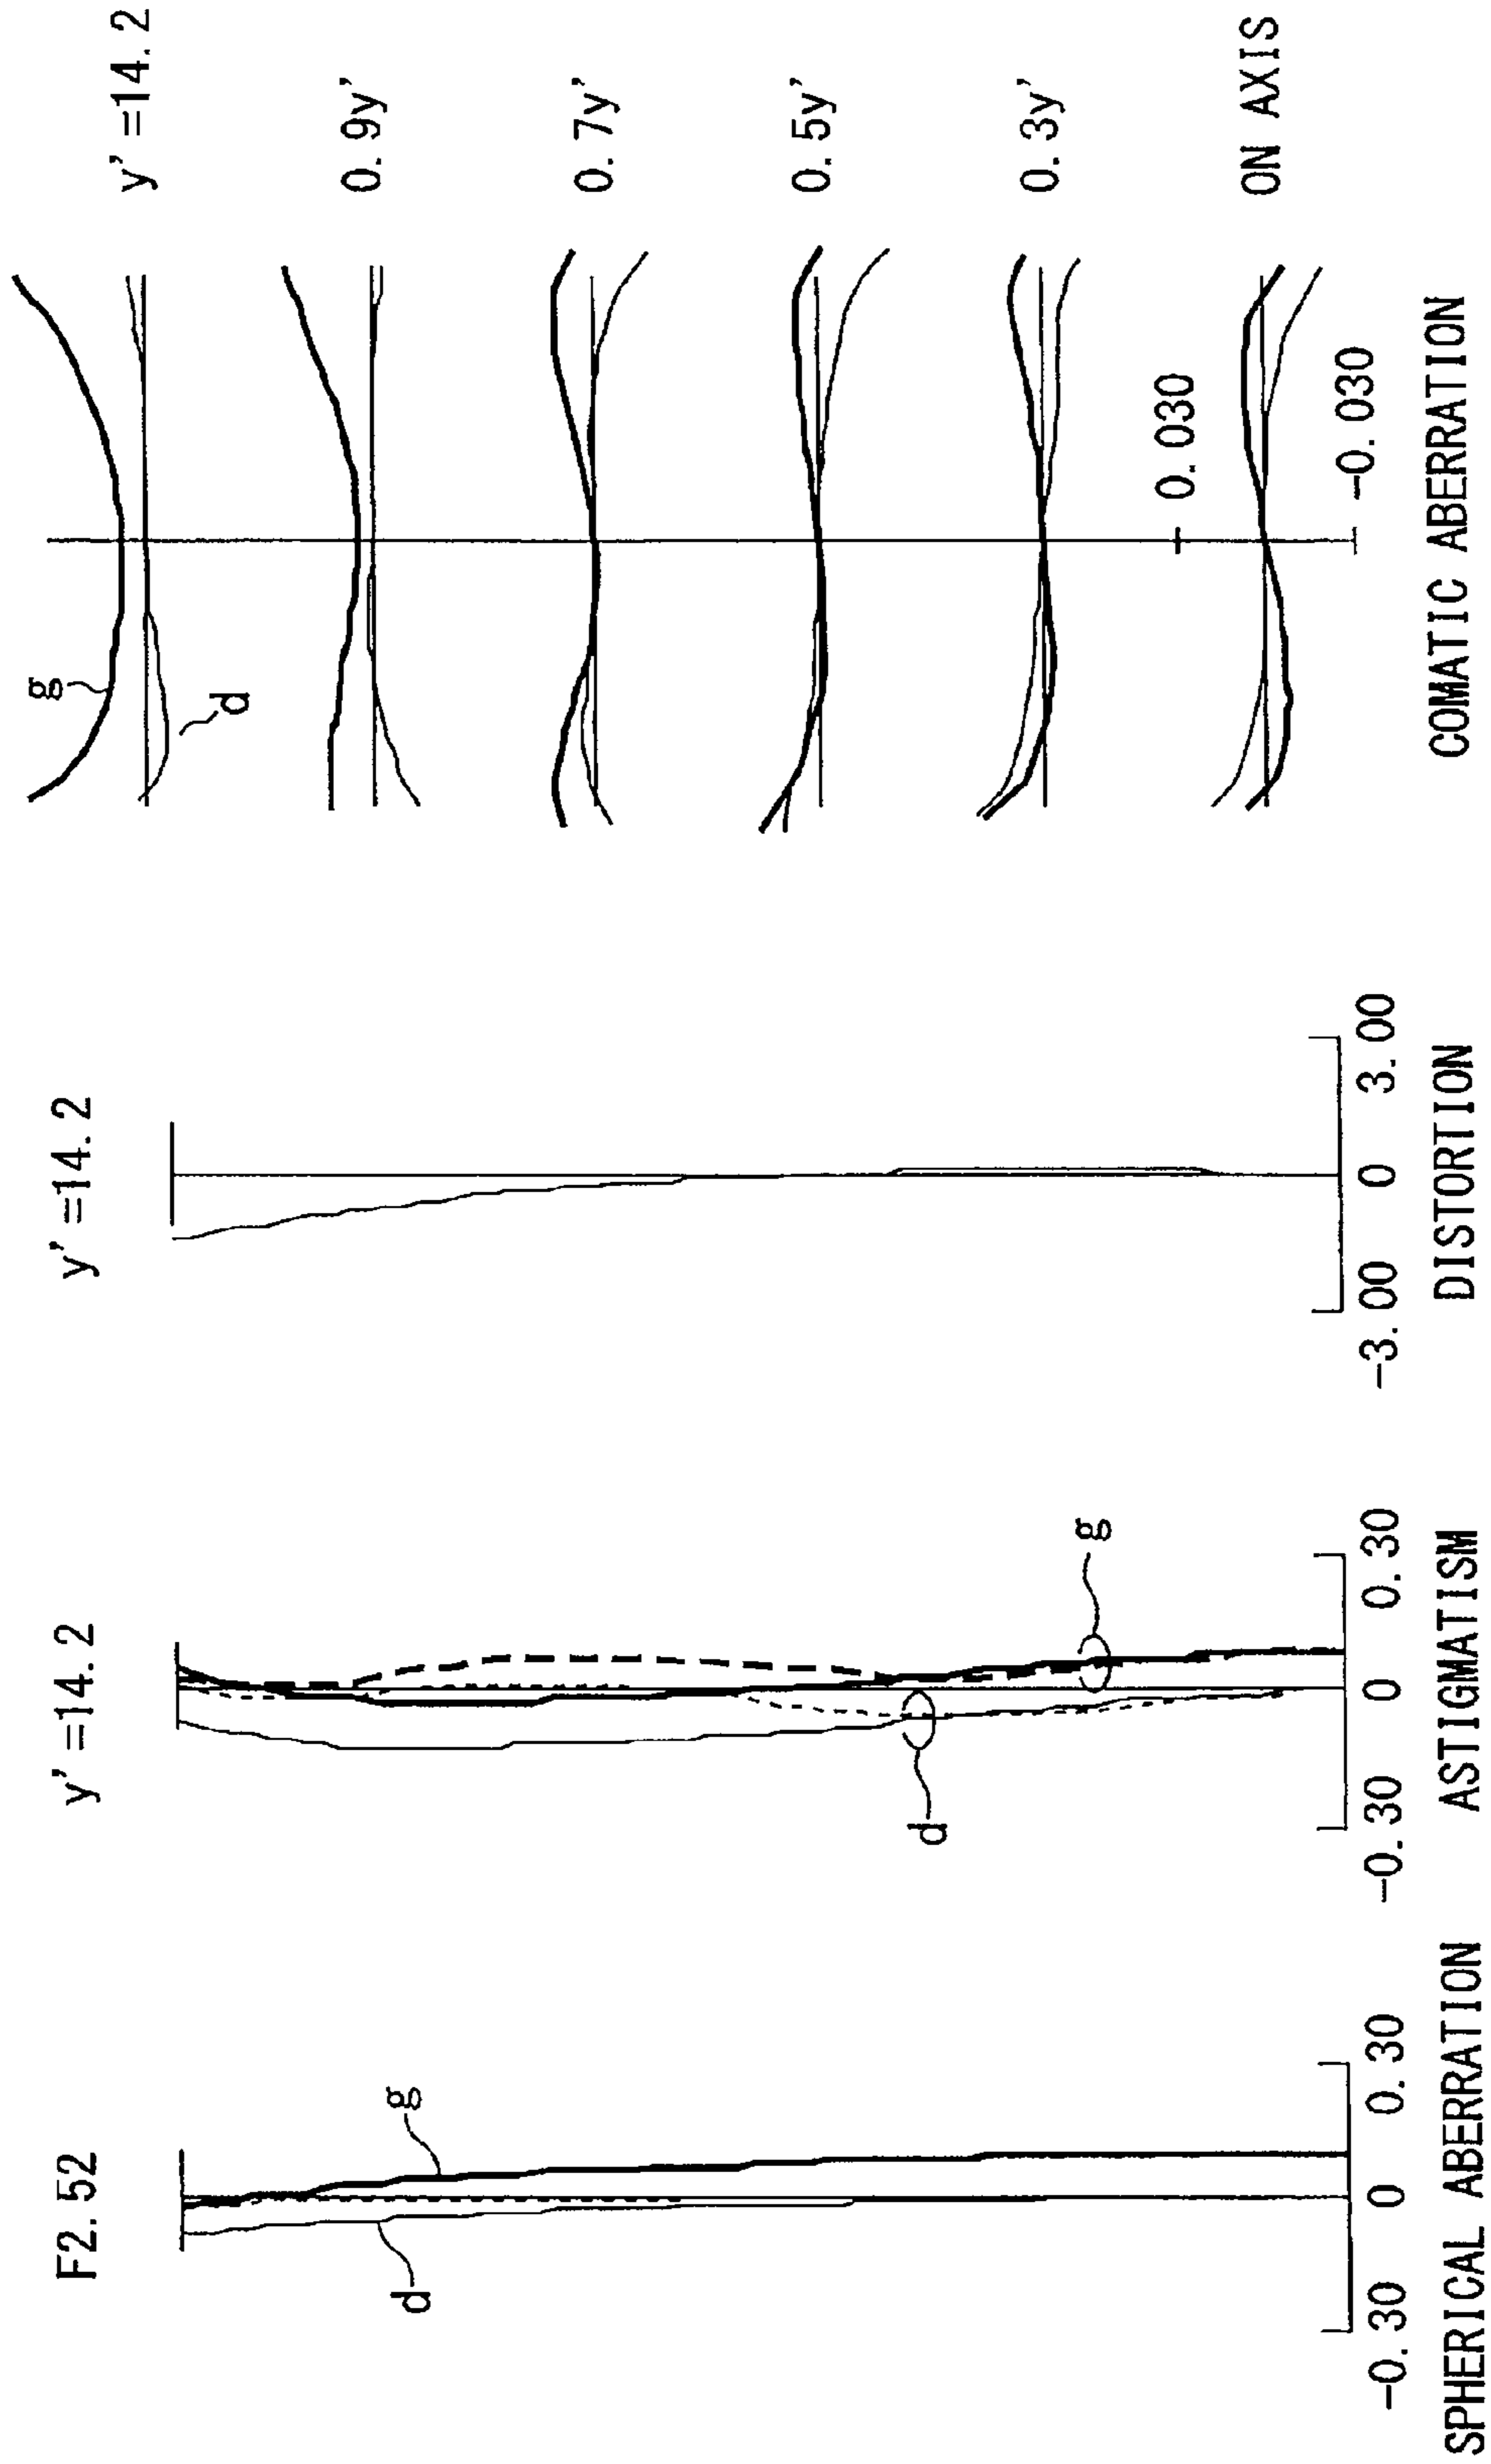 F2.52
d
g
-0.30
0
0.30
SPHERICAL ABERRATION
y'=14.2
d
g
-0.30
0
0.30
ASTIGMATISM
y'=14.2
-3.00
0
3.00
DISTORTION
g
d
y'=14.2
0.9y'
0.7y'
0.5y'
0.3y'
0.030
ON AXIS
-0.030
COMATIC ABERRATION